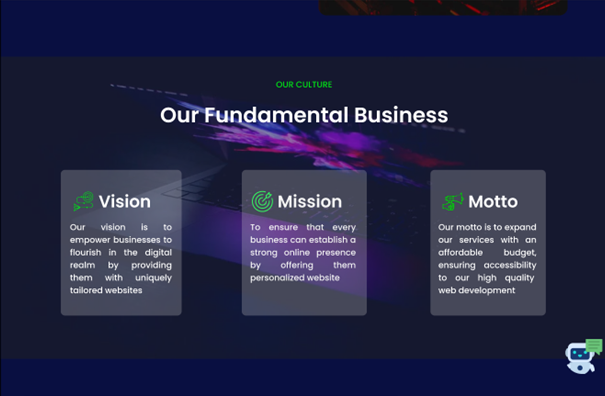 OUR CULTURE
Our Fundamental Business
Vision
Our vision is to
empower businesses to
flourish in the digital
realm by providing
them with uniquely
tailored websites
Mission
To ensure that every
business can establish a
strong online presence
by offering them
personalized website
Motto
Our motto is to expand
our services with an
affordable budget,
ensuring accessibility
to our high quality
web development